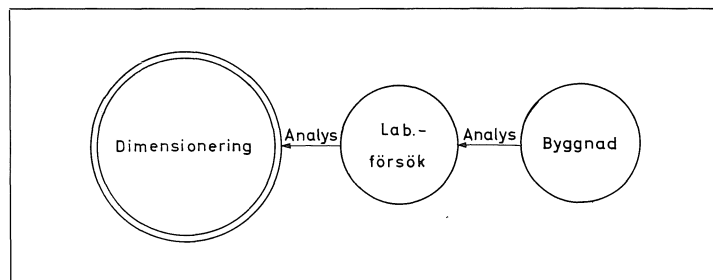 Dimensionering
Analys
Lab.-
försök
Analys
Byggnad